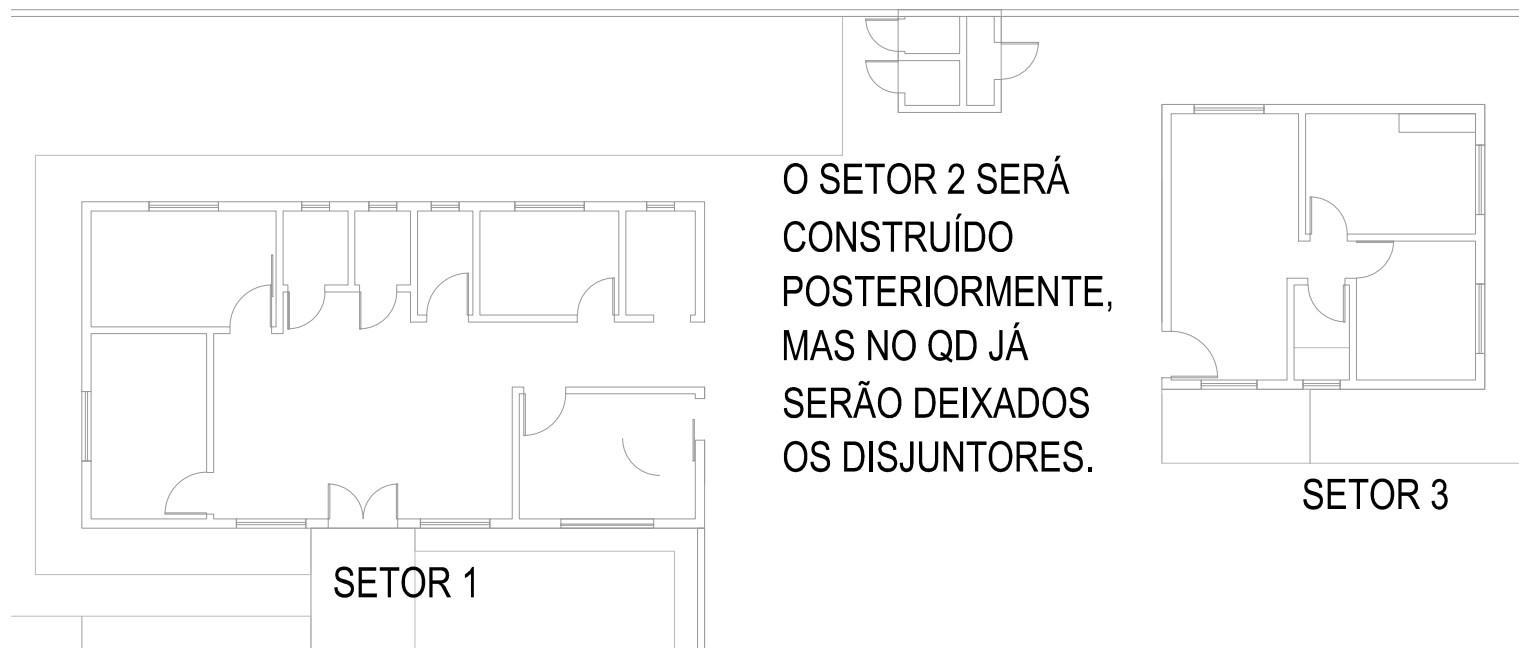 O SETOR 2 SERÁ
CONSTRUÍDO
POSTERIORMENTE,
MAS NO QD JÁ
SERÃO DEIXADOS
OS DISJUNTORES.
SETOR 3
SETOR 1